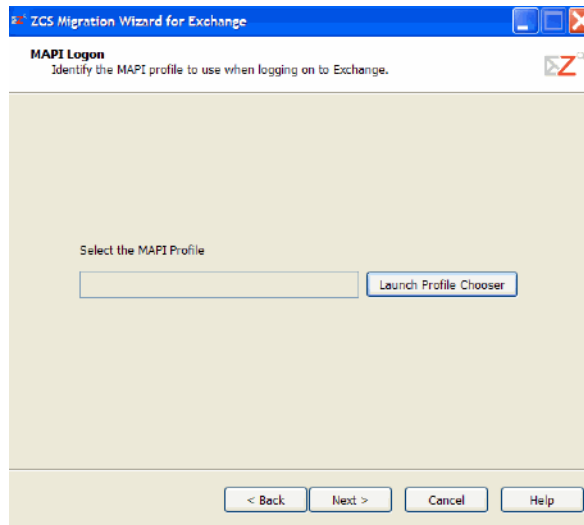 ZCS Migration Wizard for Exchange
MAPI Logon
Identify the MAPI profile to use when logging on to Exchange.
Select the MAPI Profile
Launch Profile Chooser
< Back Next > Cancel Help